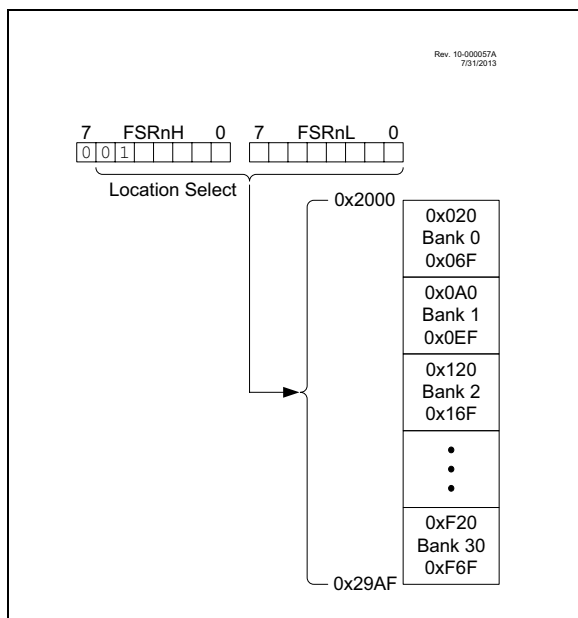 Rev. 10-000057A
7/31/2013
7 FSRnH 0 7 FSRnL 0
0 0 1
Location Select
0x2000
0x020
Bank 0
0x06F
0x0A0
Bank 1
0x0EF
0x120
Bank 2
0x16F
0xF20
Bank 30
0xF6F
0x29AF